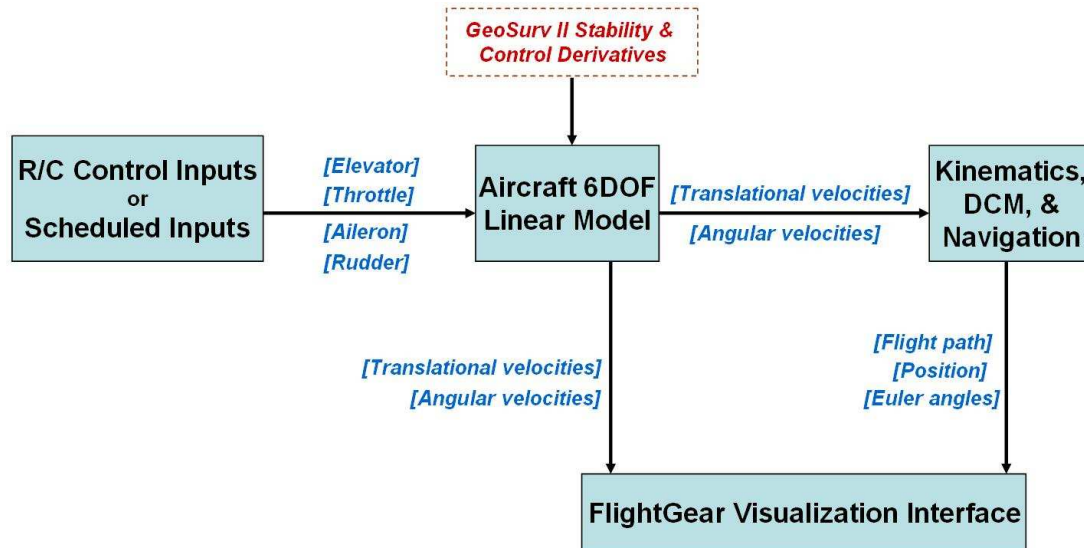 GeoSurv II Stability &
Control Derivatives
R/C Control Inputs
or
Scheduled Inputs
[Elevator]
[Throttle]
[Aileron]
[Rudder]
Aircraft 6DOF
Linear Model
[Translational velocities]
[Angular velocities]
Kinematics,
DCM, &
Navigation
[Translational velocities]
[Angular velocities]
[Flight path]
[Position]
[Euler angles]
FlightGear Visualization Interface